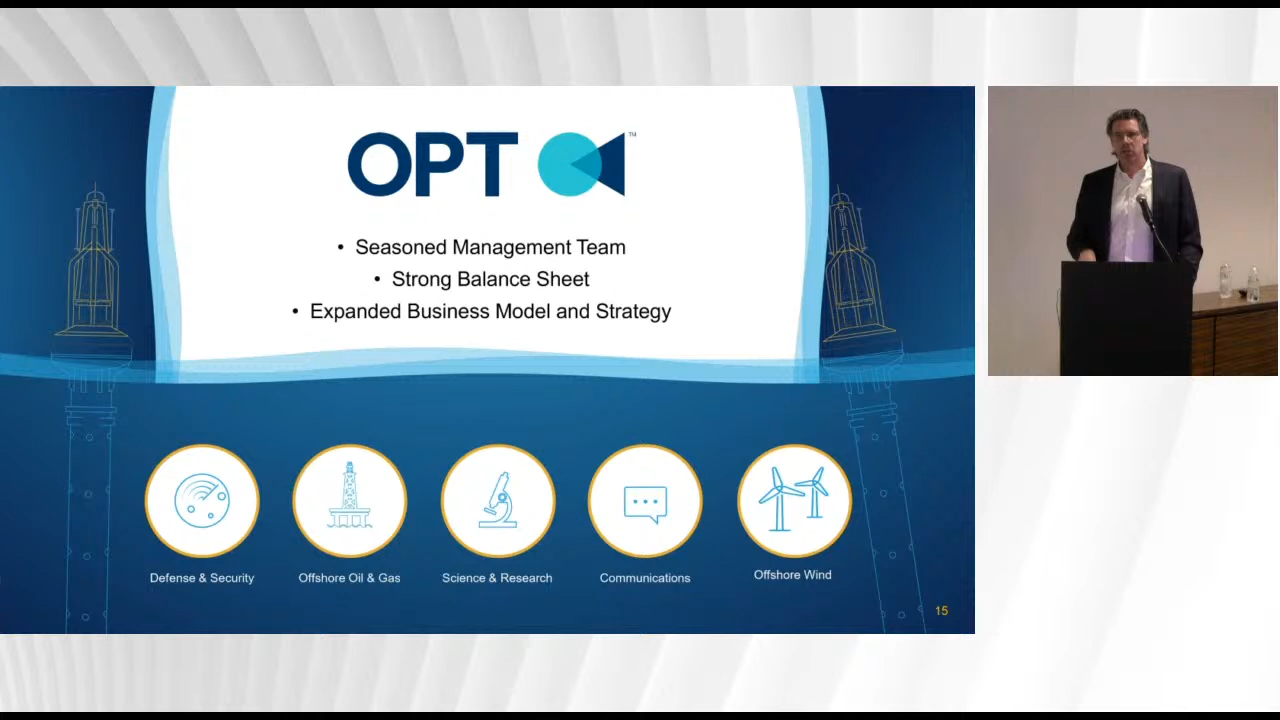 OPT ™
• Seasoned Management Team
• Strong Balance Sheet
• Expanded Business Model and Strategy
Defense & Security
Offshore Oil & Gas
Science & Research
Communications
Offshore Wind
15